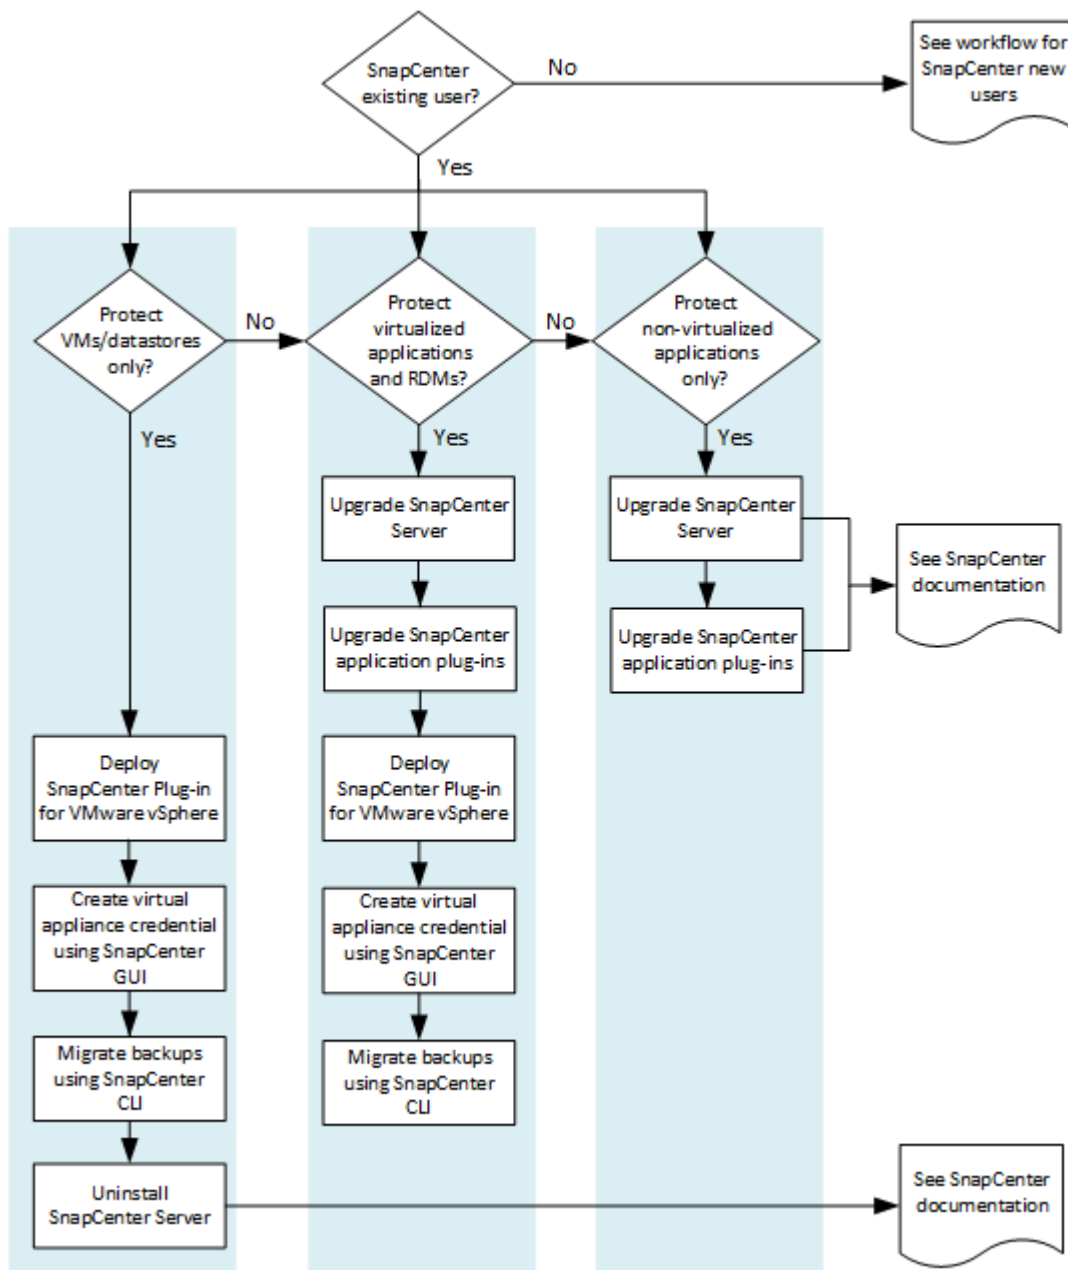 SnapCenter
existing user?
No
See workflow for
SnapCenter new
users
Yes
Protect
VMs/datastores
only?
No
Protect
virtualized
applications
and RDMs?
No
Protect
non-virtualized
applications
only?
Yes
Yes
Yes
Upgrade SnapCenter
Server
Upgrade SnapCenter
Server
See SnapCenter
documentation
Upgrade SnapCenter
application plug-ins
Upgrade SnapCenter
application plug-ins
Deploy
SnapCenter Plug-in
for VMware vSphere
Deploy
SnapCenter Plug-in
for VMware vSphere
Create virtual
appliance credential
using SnapCenter
GUI
Create virtual
appliance credential
using SnapCenter
GUI
Migrate backups
using SnapCenter
CLI
Migrate backups
using SnapCenter
CLI
Uninstall
SnapCenter Server
See SnapCenter
documentation